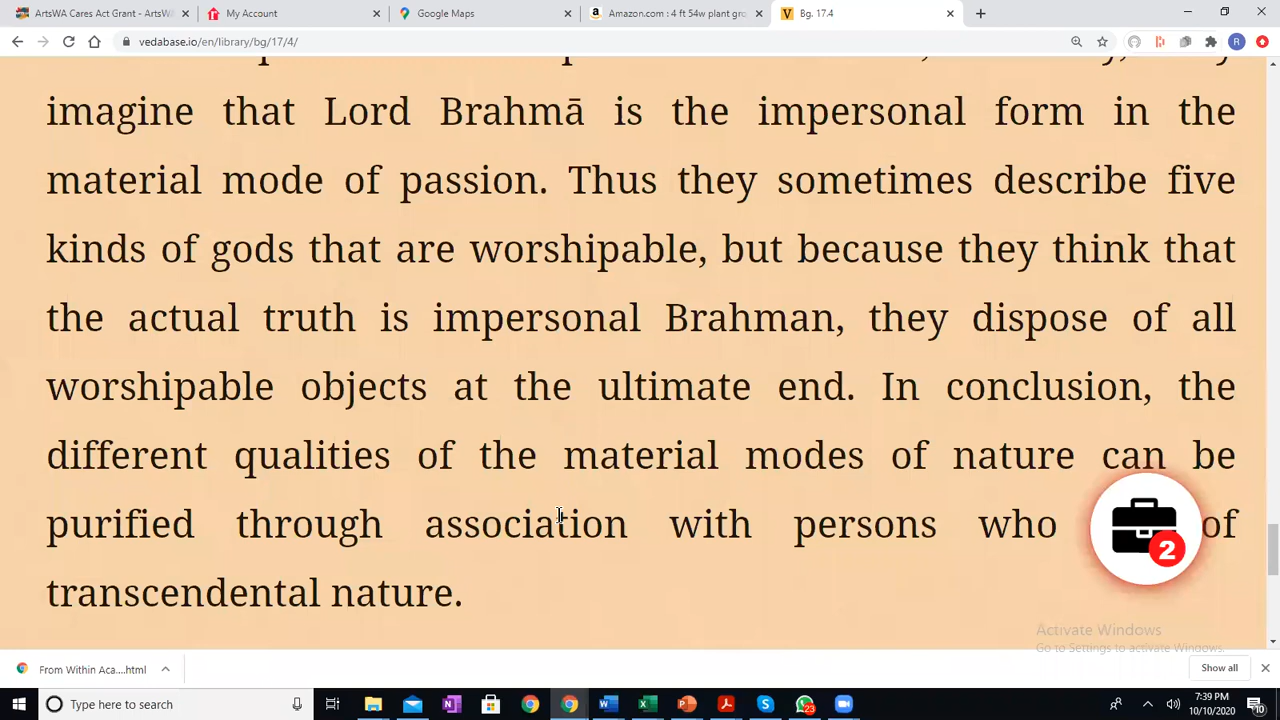 ArtsWA Cares Act Grant - ArtsW
My Account
Google Maps
Amazon.com : 4 ft 54w plant gro
Bg. 17.4
vedabase.io/en/library/bg/17/4/
R
imagine that Lord Brahmā is the impersonal form in the
material mode of passion. Thus they sometimes describe five
kinds of gods that are worshipable, but because they think that
the actual truth is impersonal Brahman, they dispose of all
worshipable objects at the ultimate end. In conclusion, the
different qualities of the material modes of nature can be
purified through association with persons who of
2
transcendental nature.
Activate Windows
Go to Settings to activate Windows.
From Within Aca....html
Show all
Type here to search
23
7:39 PM
10/10/2020
10